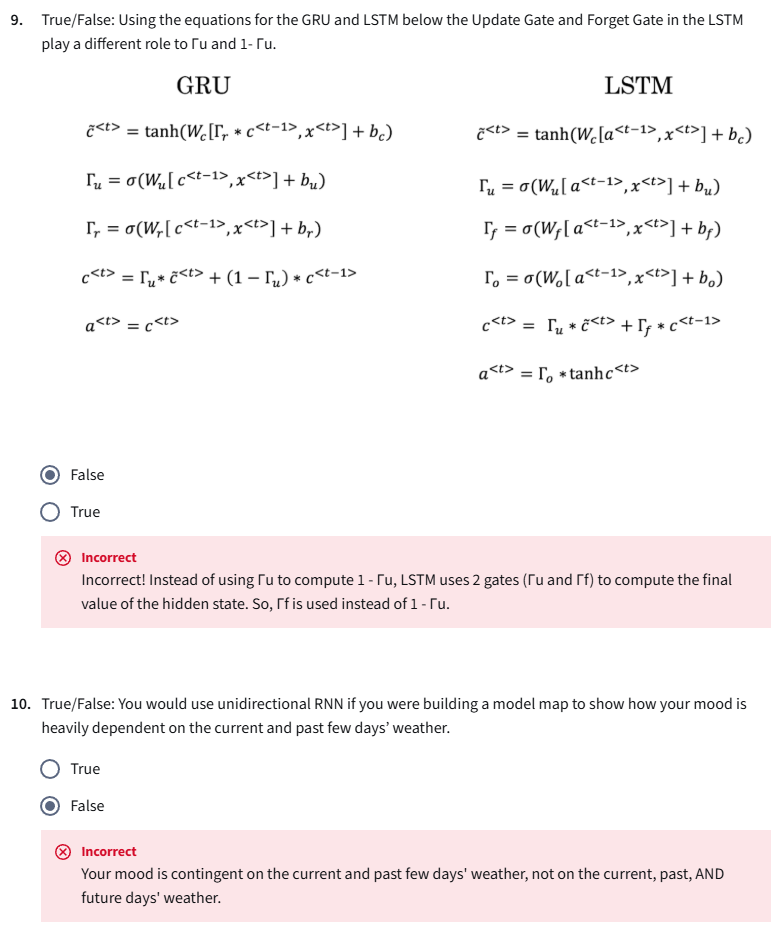 9. True/False: Using the equations for the GRU and LSTM below the Update Gate and Forget Gate in the LSTM
play a different role to Γu and 1- Γu.
GRU
LSTM
c̃<t> = tanh(Wc[Γr * c<t−1>, x<t>] + bc)
c̃<t> = tanh(Wc[a<t−1>, x<t>] + bc)
Γu = σ(Wu[ c<t−1>, x<t>] + bu)
Γu = σ(Wu[ a<t−1>, x<t>] + bu)
Γr = σ(Wr[ c<t−1>, x<t>] + br)
Γf = σ(Wf[ a<t−1>, x<t>] + bf)
c<t> = Γu * c̃<t> + (1 − Γu) * c<t−1>
Γo = σ(Wo[ a<t−1>, x<t>] + bo)
a<t> = c<t>
c<t> = Γu * c̃<t> + Γf * c<t−1>
a<t> = Γo * tanhc<t>
False
True
Incorrect
Incorrect! Instead of using Γu to compute 1 - Γu, LSTM uses 2 gates (Γu and Γf) to compute the final
value of the hidden state. So, Γf is used instead of 1 - Γu.
10. True/False: You would use unidirectional RNN if you were building a model map to show how your mood is
heavily dependent on the current and past few days’ weather.
True
False
Incorrect
Your mood is contingent on the current and past few days' weather, not on the current, past, AND
future days' weather.